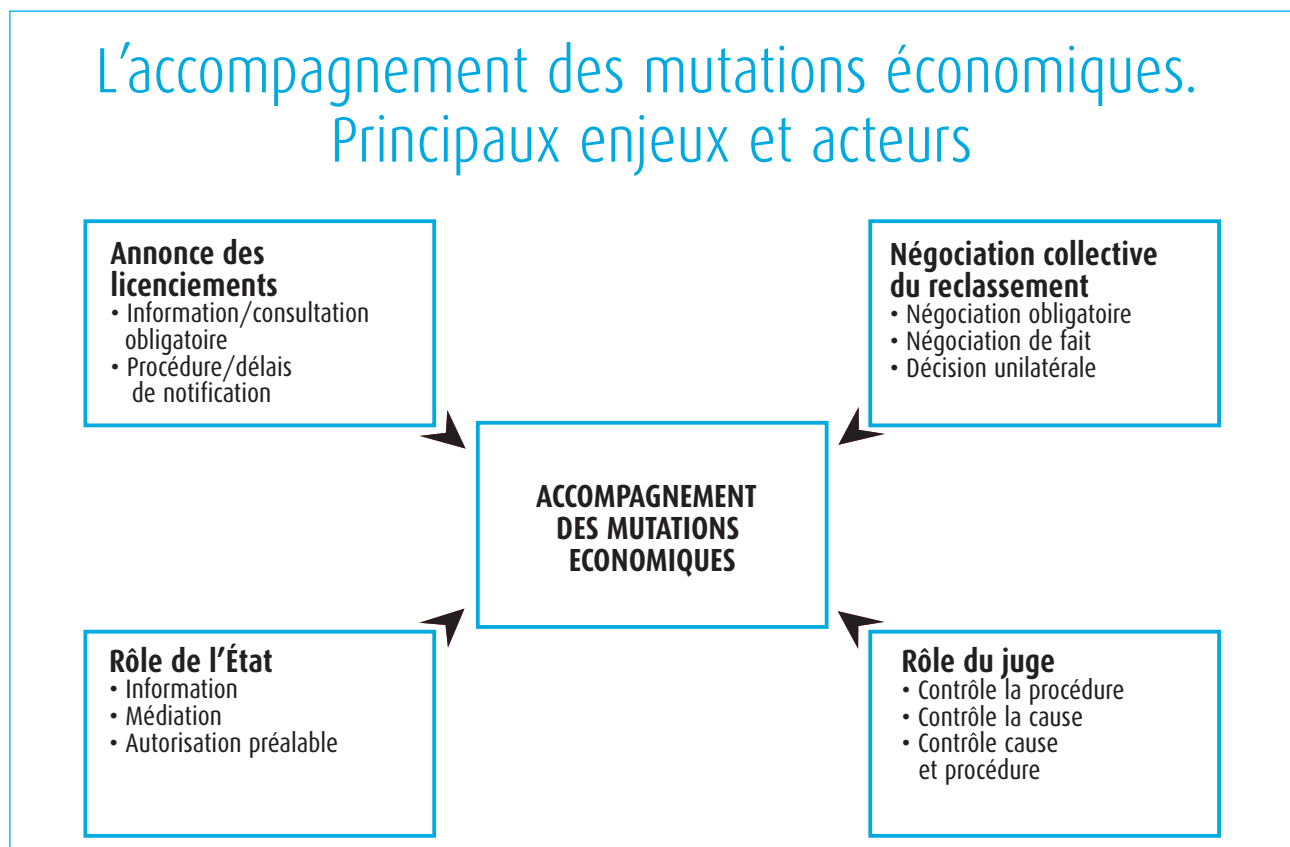 L'accompagnement des mutations économiques.
Principaux enjeux et acteurs
Annonce des
licenciements
• Information/consultation
obligatoire
• Procédure/délais
de notification
Négociation collective
du reclassement
• Négociation obligatoire
• Négociation de fait
• Décision unilatérale
ACCOMPAGNEMENT
DES MUTATIONS
ECONOMIQUES
Rôle de l'État
• Information
• Médiation
• Autorisation préalable
Rôle du juge
• Contrôle la procédure
• Contrôle la cause
• Contrôle cause
et procédure